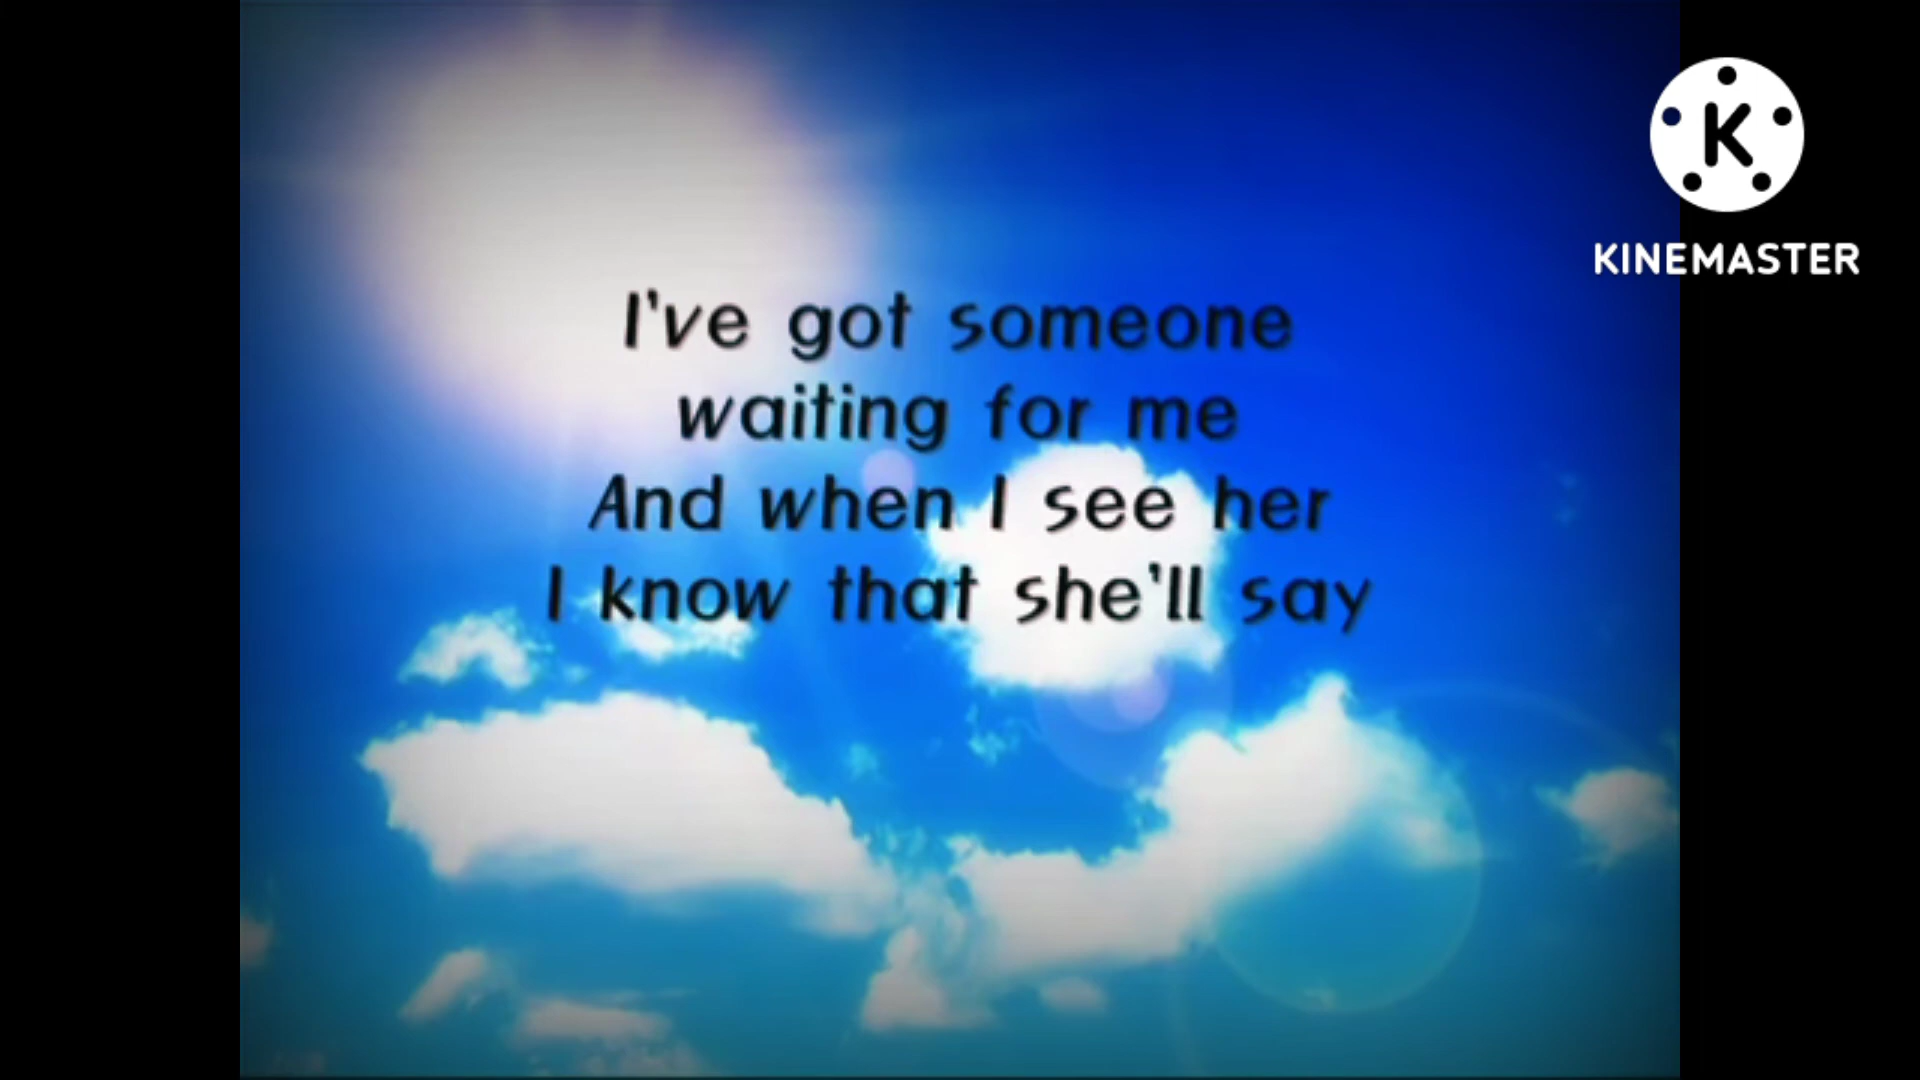 I've got someone
waiting for me
And when I see her
I know that she'll say
K
KINEMASTER